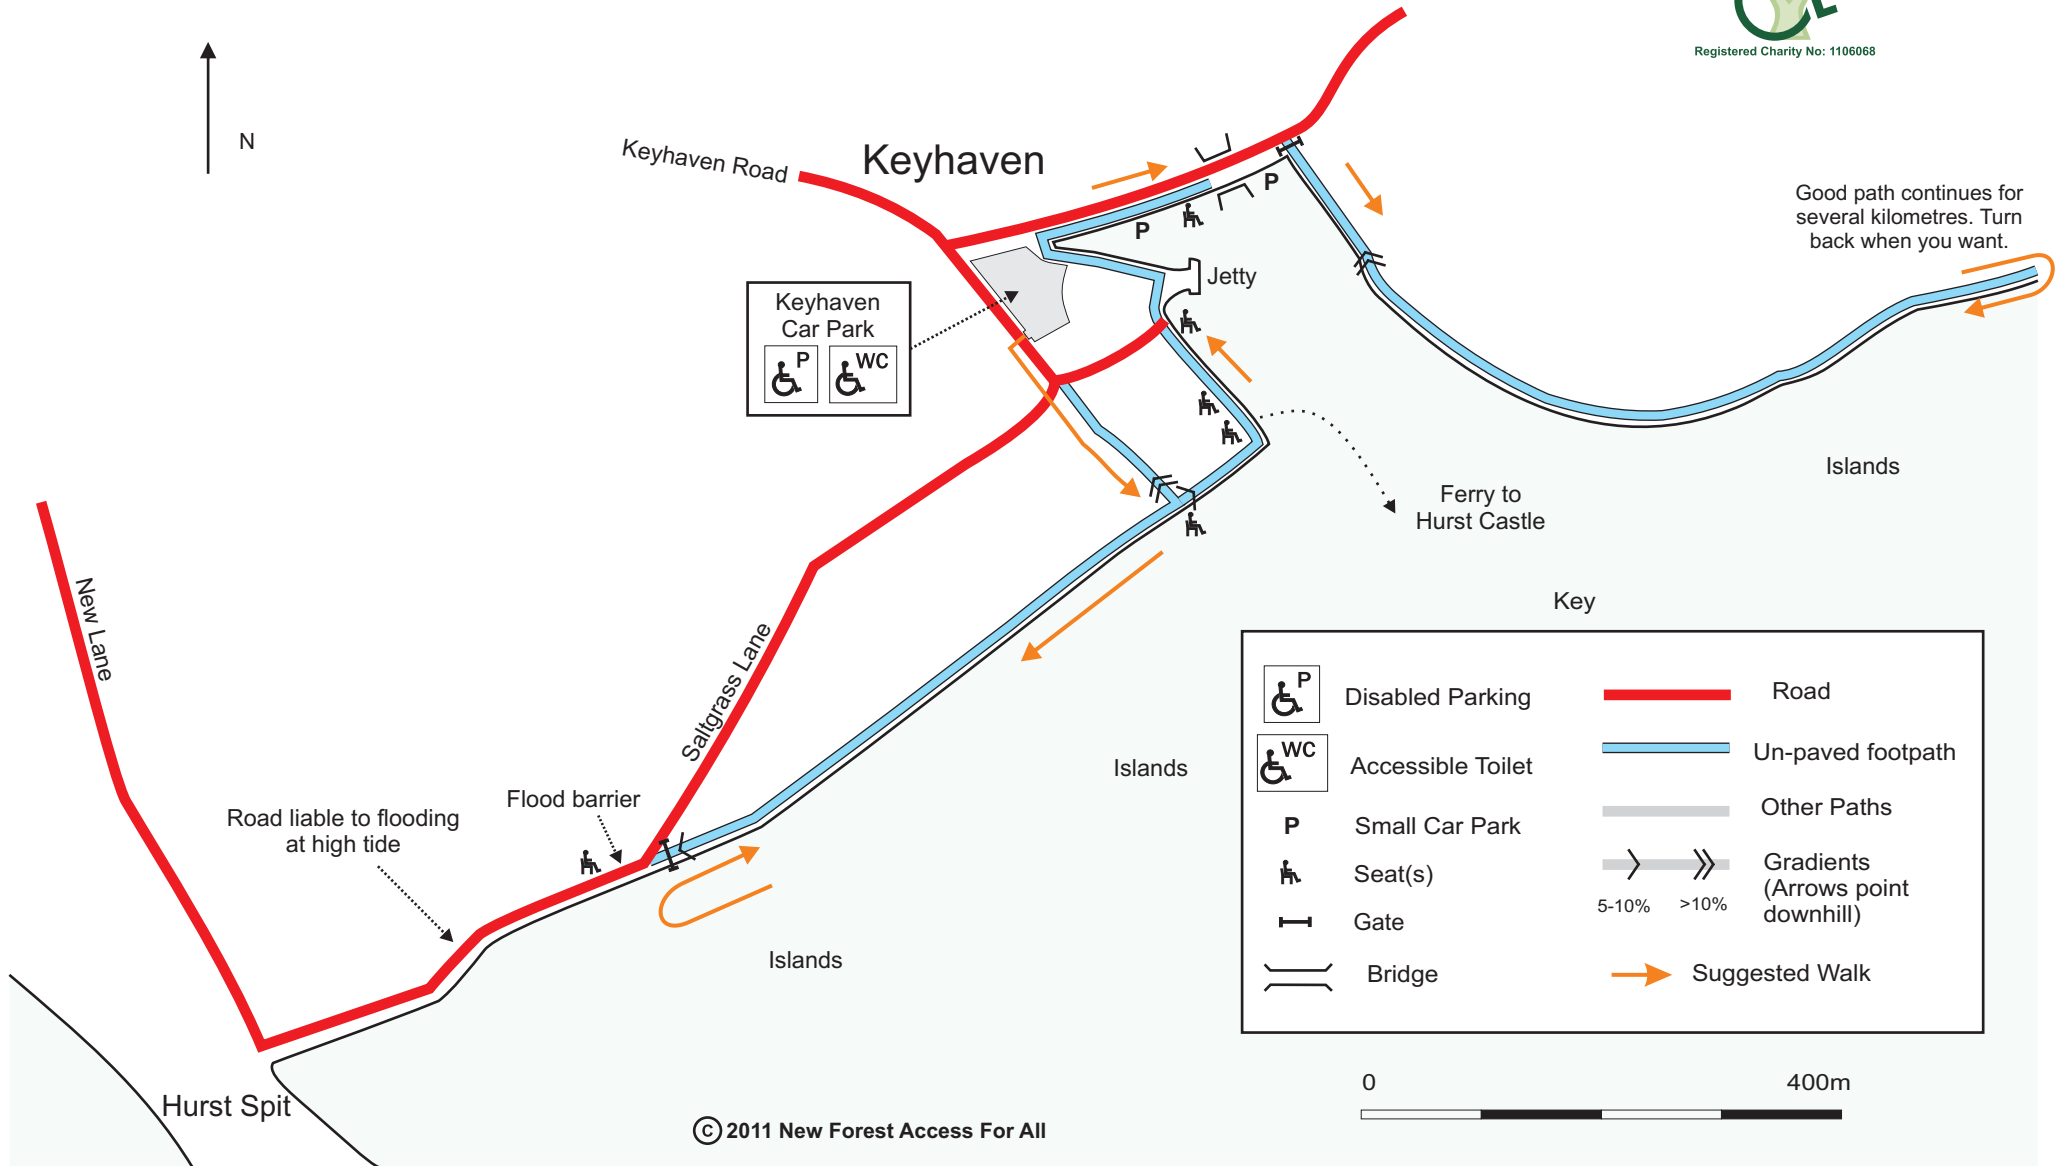 Registered Charity No: 1106068
N
Keyhaven Road
Keyhaven
P
P
Good path continues for
several kilometres. Turn
back when you want.
Jetty
Keyhaven
Car Park
P
WC
Islands
Ferry to
Hurst Castle
New Lane
Saltgrass Lane
Islands
Flood barrier
Road liable to flooding
at high tide
Islands
Hurst Spit
Key
P
Disabled Parking
WC
Accessible Toilet
P
Small Car Park
Seat(s)
Gate
Bridge
Road
Un-paved footpath
Other Paths
Gradients
(Arrows point
downhill)
5-10%
>10%
Suggested Walk
0
400m
© 2011 New Forest Access For All